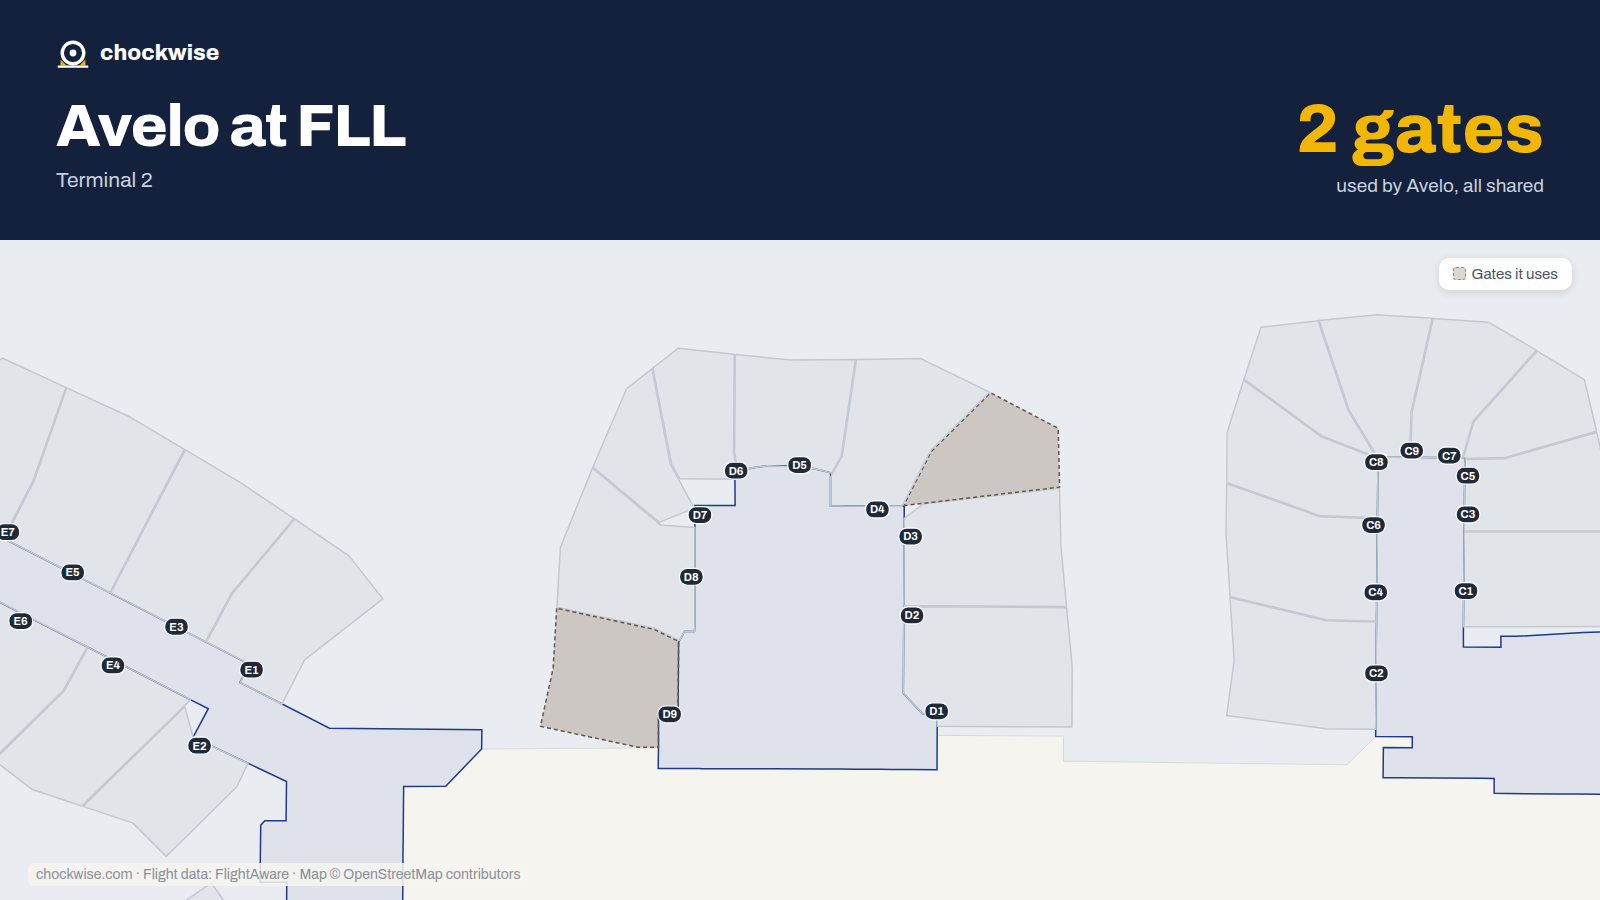 chockwise
Avelo at FLL
Terminal 2
2 gates
used by Avelo, all shared
Gates it uses
C9
C7
C8
D5
D6
C5
D4
D7
C3
C6
E7
D3
E5
D8
C1
C4
D2
E6
E3
E4
E1
C2
D1
D9
E2
chockwise.com · Flight data: FlightAware · Map © OpenStreetMap contributors